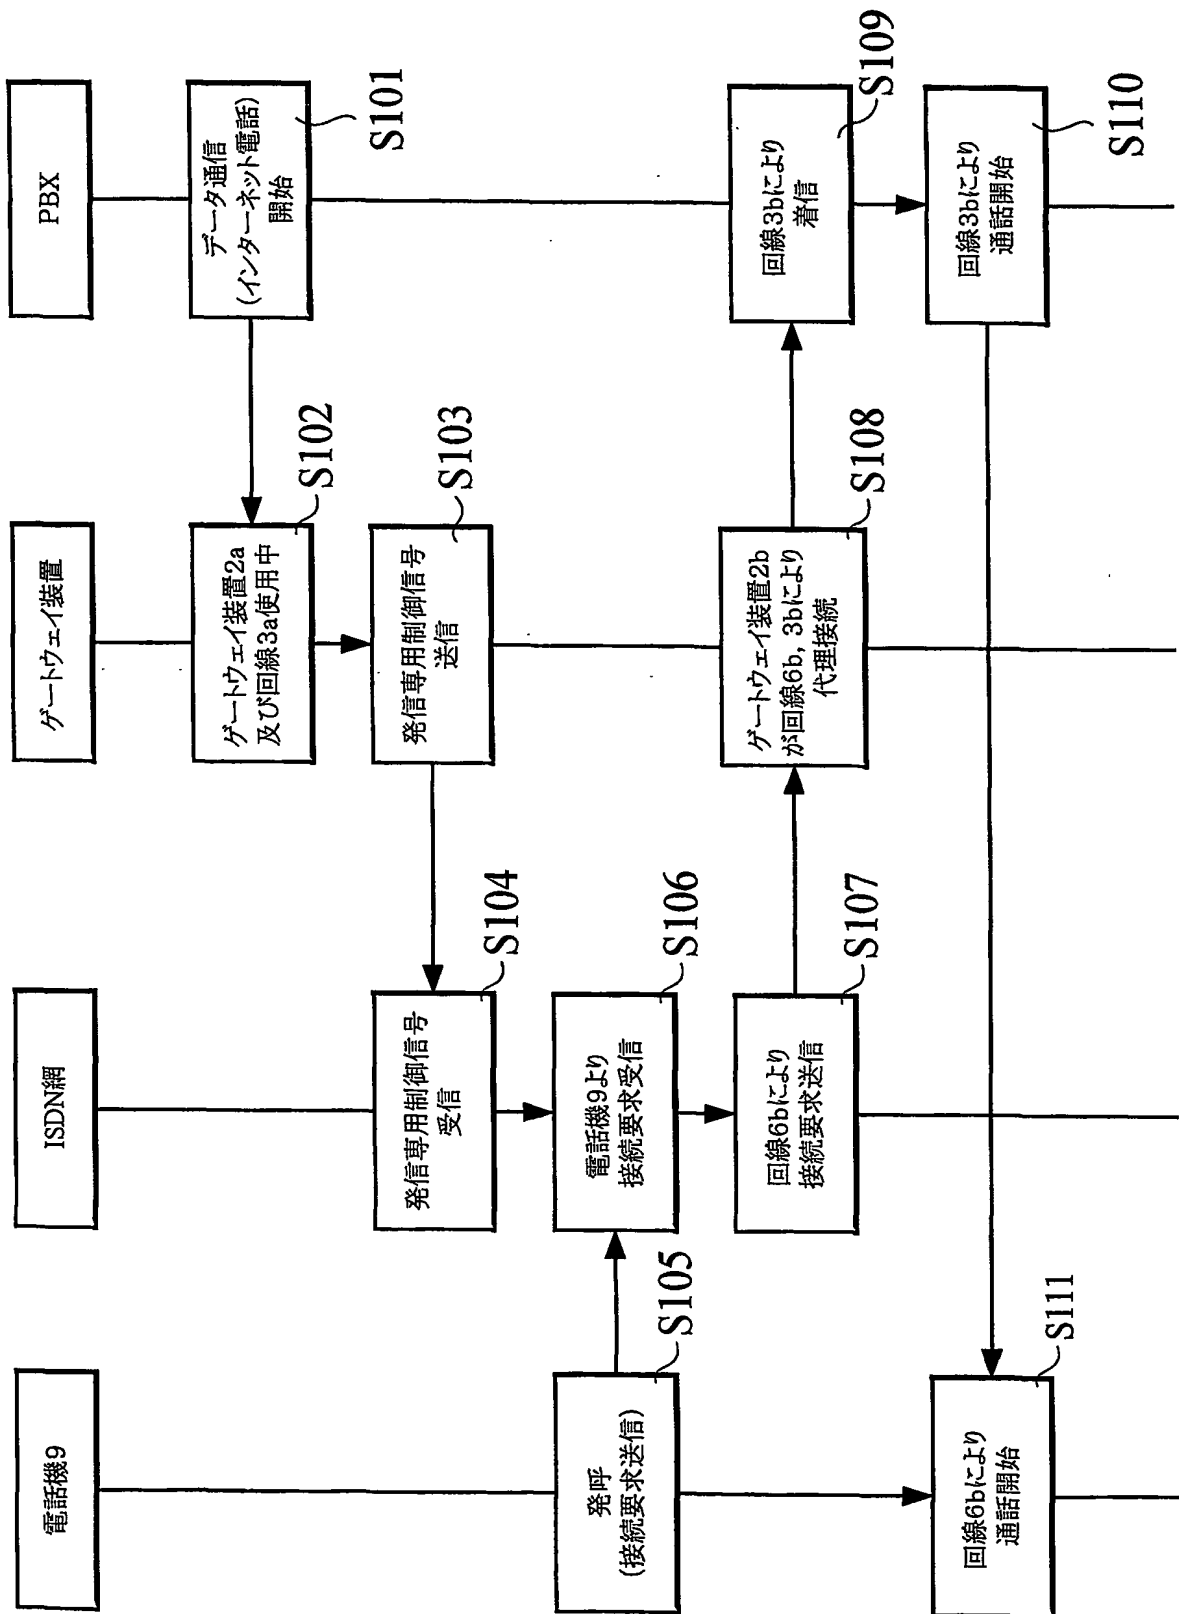 電話機9
ISDN網
ゲートウェイ装置
PBX
データ通信
(インターネット電話)
開始
S101
ゲートウェイ装置2a
及び回線3a使用中
S102
発信専用制御信号
送信
S103
発信専用制御信号
受信
S104
発呼
(接続要求送信)
S105
電話機9より
接続要求受信
S106
回線6bにより
接続要求送信
S107
ゲートウェイ装置2b
が回線6b, 3bにより
代理接続
S108
回線3bにより
着信
S109
回線3bにより
通話開始
S110
回線6bにより
通話開始
S111